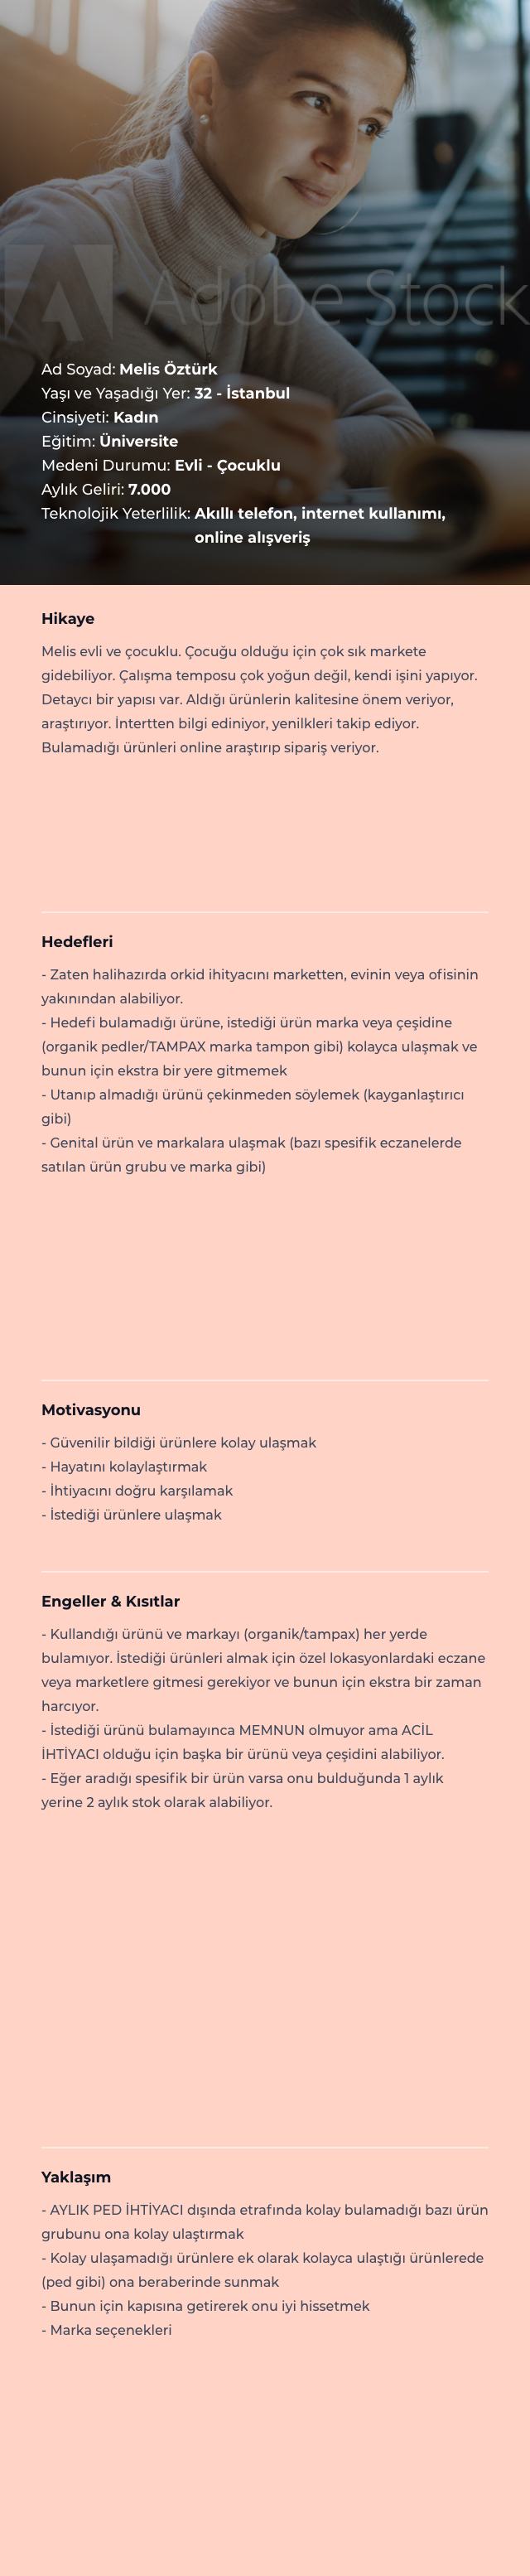 Adobe Stock
Ad Soyad: Melis Öztürk
Yaşı ve Yaşadığı Yer: 32 - İstanbul
Cinsiyeti: Kadın
Eğitim: Üniversite
Medeni Durumu: Evli - Çocuklu
Aylık Geliri: 7.000
Teknolojik Yeterlilik: Akıllı telefon, internet kullanımı,
online alışveriş
Hikaye
Melis evli ve çocuklu. Çocuğu olduğu için çok sık markete
gidebiliyor. Çalışma temposu çok yoğun değil, kendi işini yapıyor.
Detaycı bir yapısı var. Aldığı ürünlerin kalitesine önem veriyor,
araştırıyor. İntertten bilgi ediniyor, yenilkleri takip ediyor.
Bulamadığı ürünleri online araştırıp sipariş veriyor.
Hedefleri
- Zaten halihazırda orkid ihityacını marketten, evinin veya ofisinin
yakınından alabiliyor.
- Hedefi bulamadığı ürüne, istediği ürün marka veya çeşidine
(organik pedler/TAMPAX marka tampon gibi) kolayca ulaşmak ve
bunun için ekstra bir yere gitmemek
- Utanıp almadığı ürünü çekinmeden söylemek (kayganlaştırıcı
gibi)
- Genital ürün ve markalara ulaşmak (bazı spesifik eczanelerde
satılan ürün grubu ve marka gibi)
Motivasyonu
- Güvenilir bildiği ürünlere kolay ulaşmak
- Hayatını kolaylaştırmak
- İhtiyacını doğru karşılamak
- İstediği ürünlere ulaşmak
Engeller & Kısıtlar
- Kullandığı ürünü ve markayı (organik/tampax) her yerde
bulamıyor. İstediği ürünleri almak için özel lokasyonlardaki eczane
veya marketlere gitmesi gerekiyor ve bunun için ekstra bir zaman
harcıyor.
- İstediği ürünü bulamayınca MEMNUN olmuyor ama ACİL
İHTİYACI olduğu için başka bir ürünü veya çeşidini alabiliyor.
- Eğer aradığı spesifik bir ürün varsa onu bulduğunda 1 aylık
yerine 2 aylık stok olarak alabiliyor.
Yaklaşım
- AYLIK PED İHTİYACI dışında etrafında kolay bulamadığı bazı ürün
grubunu ona kolay ulaştırmak
- Kolay ulaşamadığı ürünlere ek olarak kolayca ulaştığı ürünlerede
(ped gibi) ona beraberinde sunmak
- Bunun için kapısına getirerek onu iyi hissetmek
- Marka seçenekleri